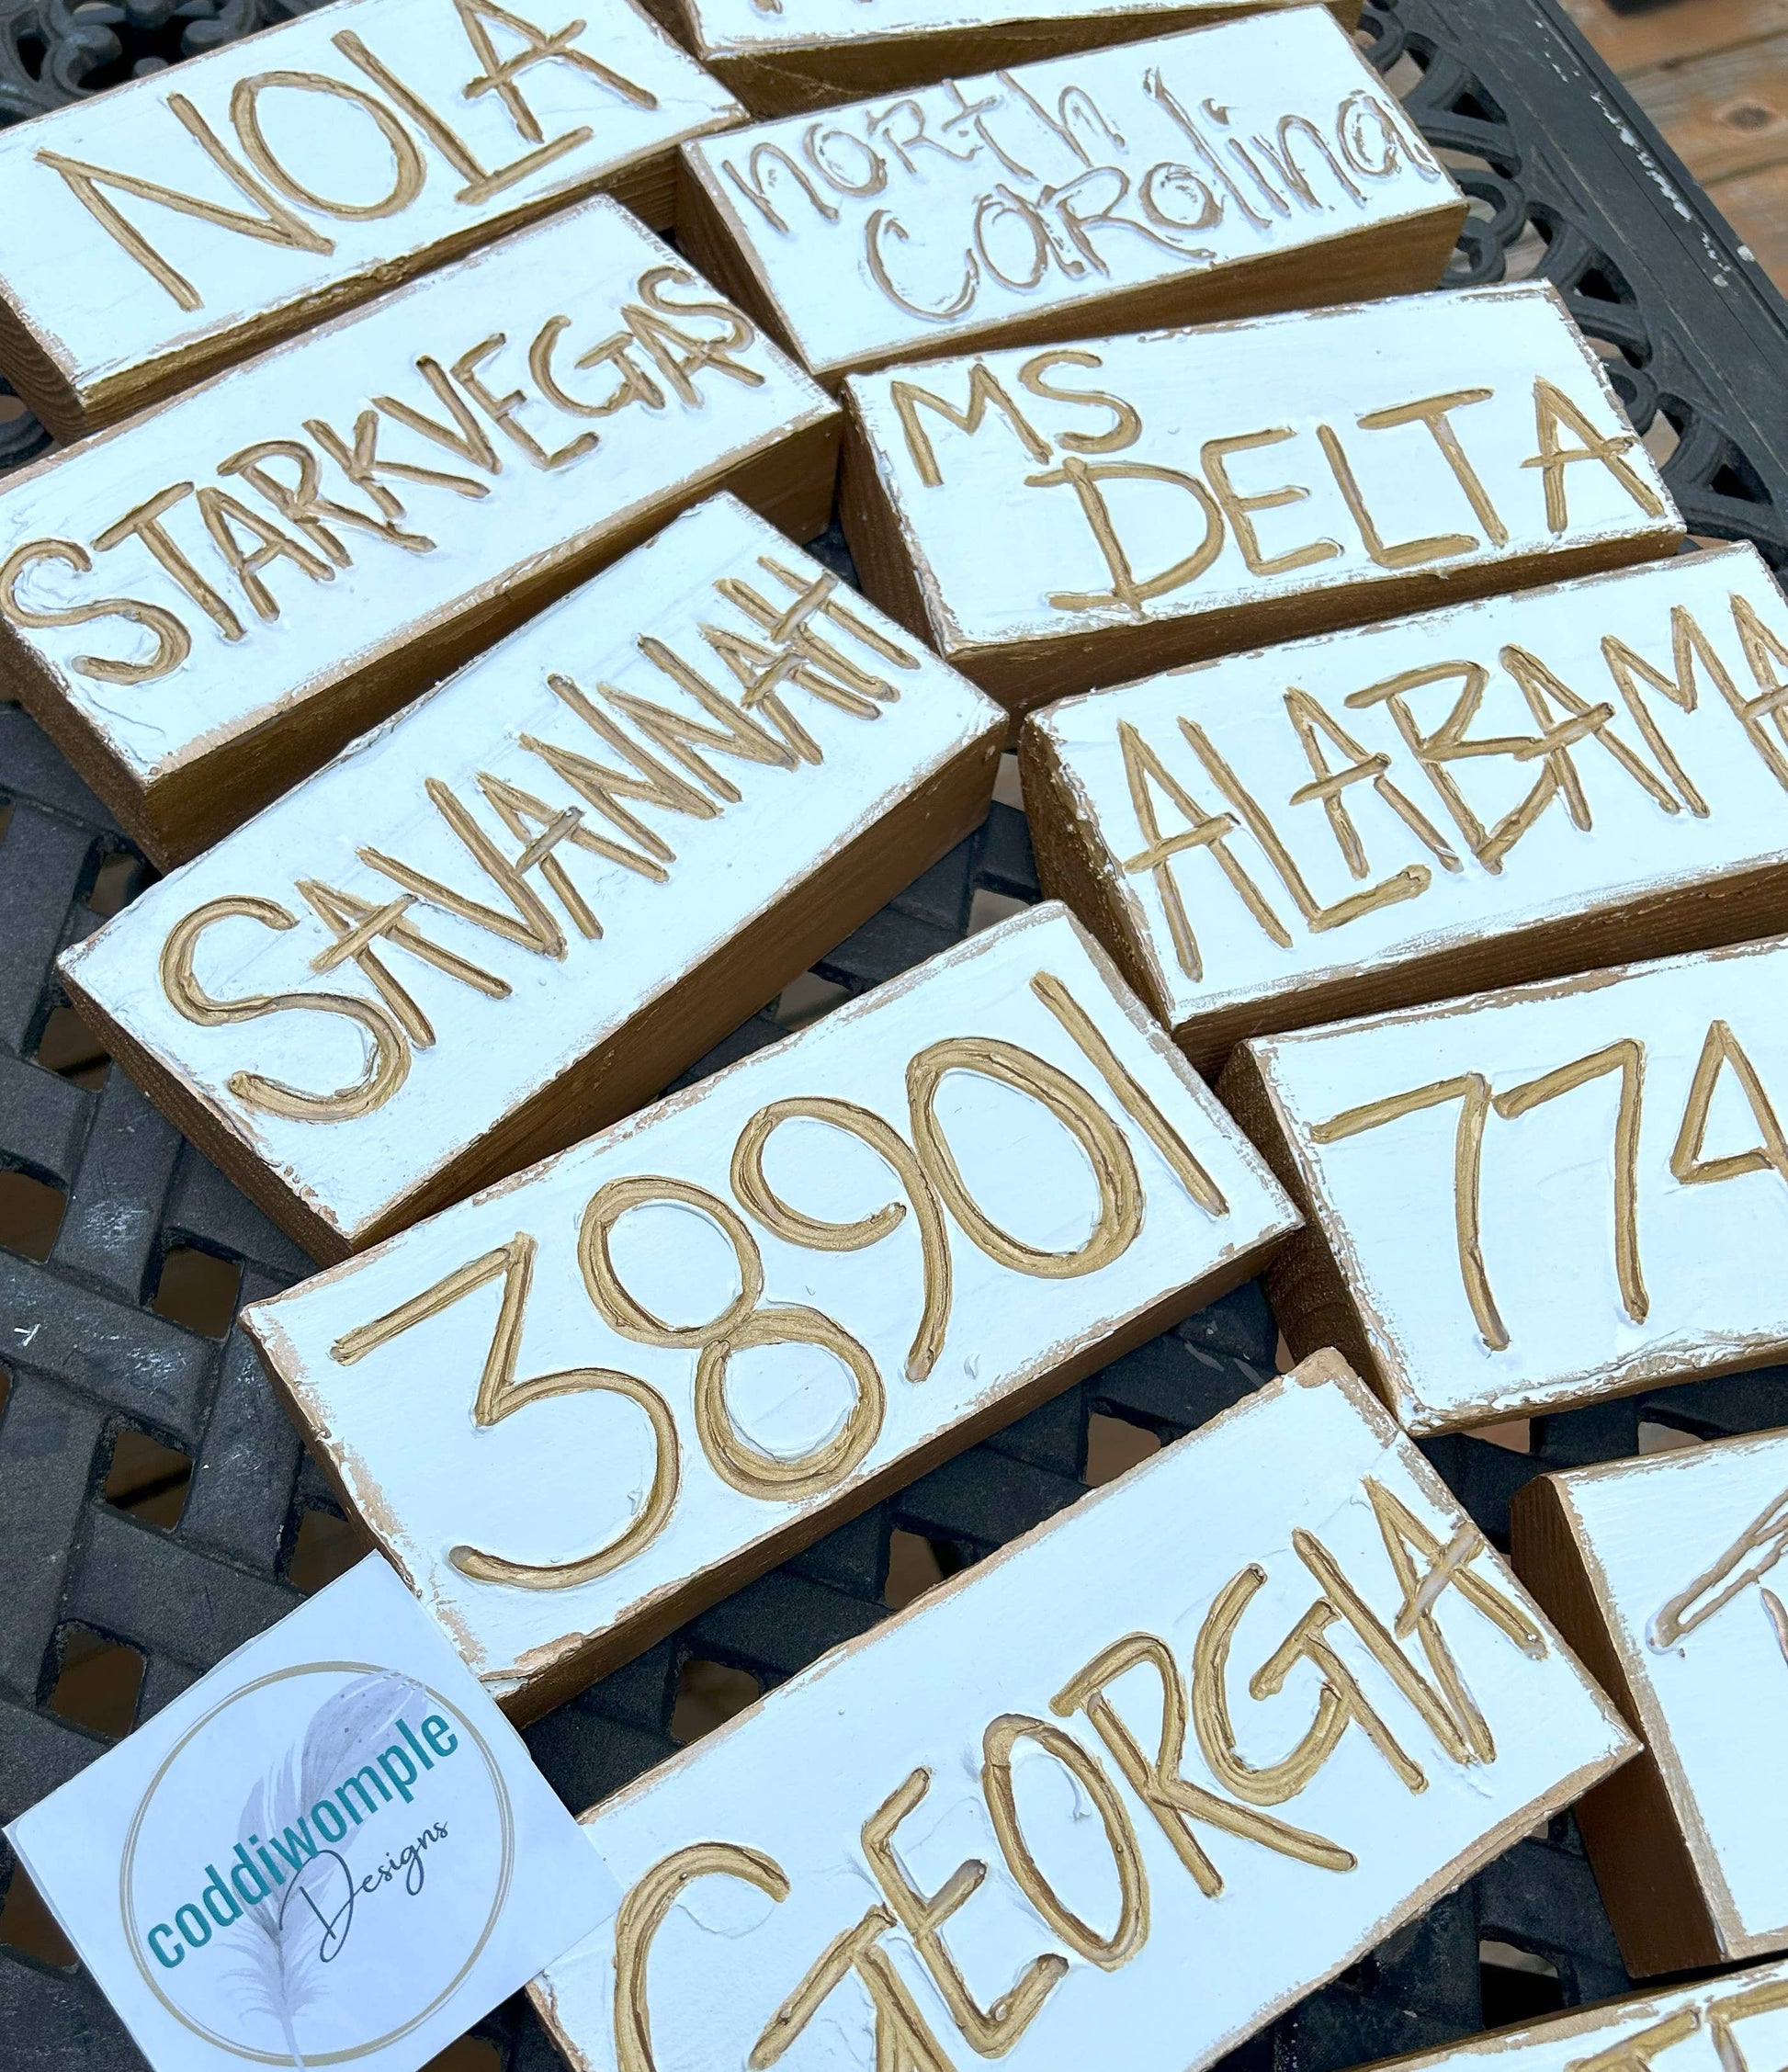 NOLA
NORTH
CAROlina
STARKVEGAS
MS
DELTA
SAVANNAH
ALABAMA
38901
774
GEORGIA
coddiwomple
Designs